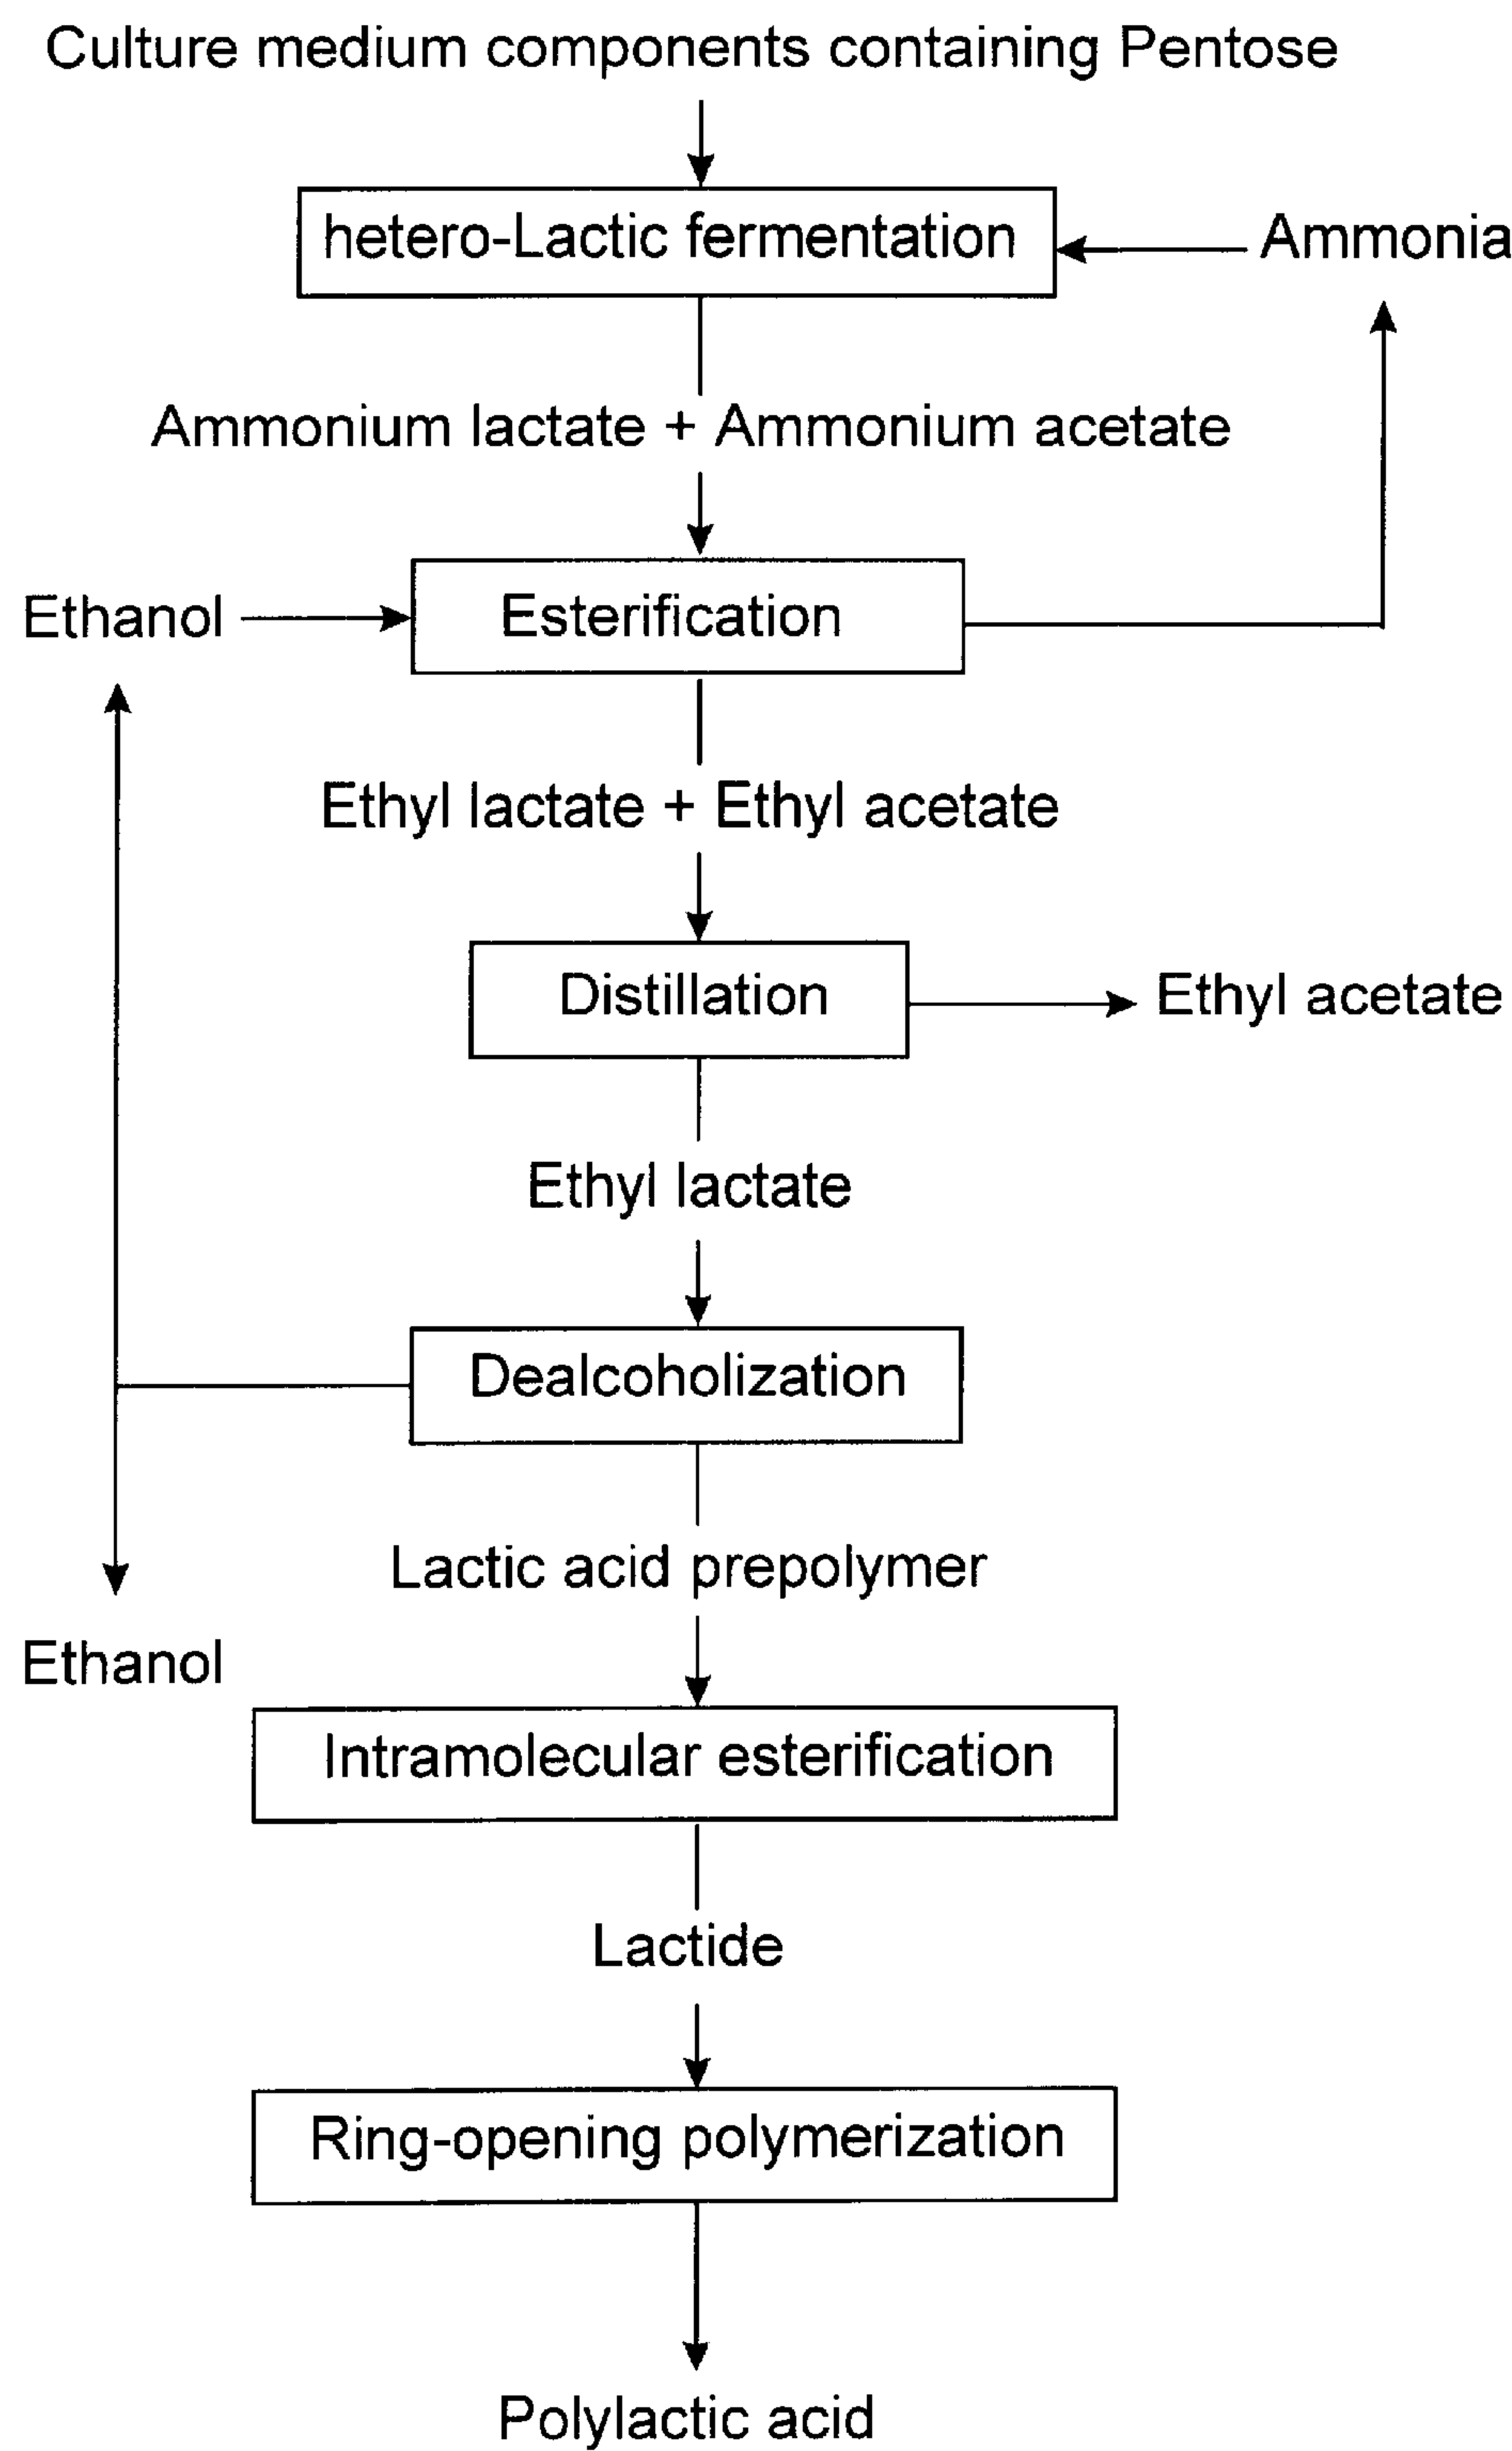 Culture medium components containing Pentose
hetero-Lactic fermentation
Ammonia
Ammonium lactate + Ammonium acetate
Ethanol
Esterification
Ethyl lactate + Ethyl acetate
Distillation
Ethyl acetate
Ethyl lactate
Dealcoholization
Lactic acid prepolymer
Ethanol
Intramolecular esterification
Lactide
Ring-opening polymerization
Polylactic acid